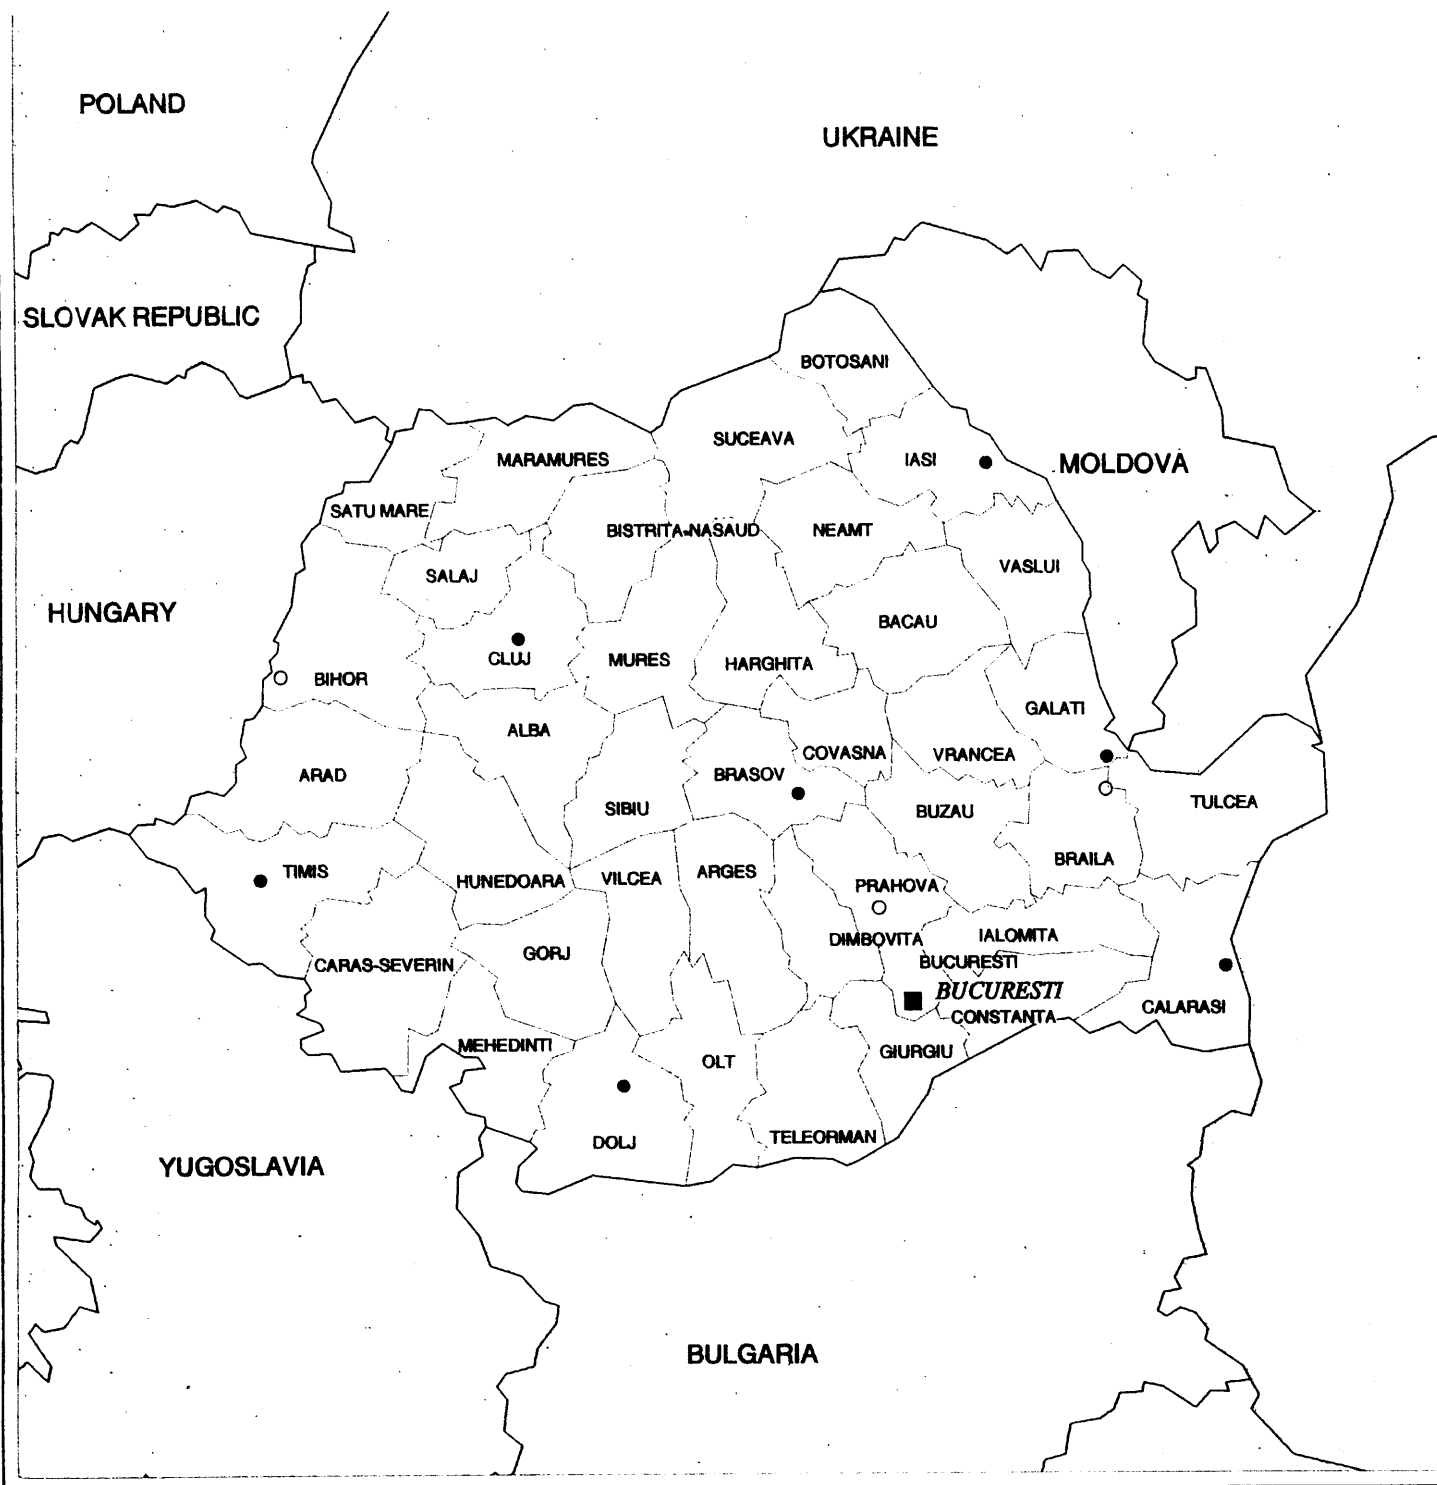 POLAND
UKRAINE
SLOVAK REPUBLIC
BOTOSANI
SUCEAVA
MARAMURES
IASI
MOLDOVA
SATU MARE
BISTRITA-NASAUD
NEAMT
VASLUI
SALAJ
HUNGARY
BACAU
CLUJ
MURES
HARGHITA
BIHOR
GALATI
ALBA
COVASNA
VRANCEA
ARAD
BRASOV
TULCEA
SIBIU
BUZAU
BRAILA
TIMIS
HUNEDOARA
VILCEA
ARGES
PRAHOVA
DIMBOVITA
IALOMITA
GORJ
CARAS-SEVERIN
BUCURESTI
BUCURESTI
CALARASI
CONSTANTA
MEHEDINTI
GIURGIU
OLT
TELEORMAN
DOLJ
YUGOSLAVIA
BULGARIA